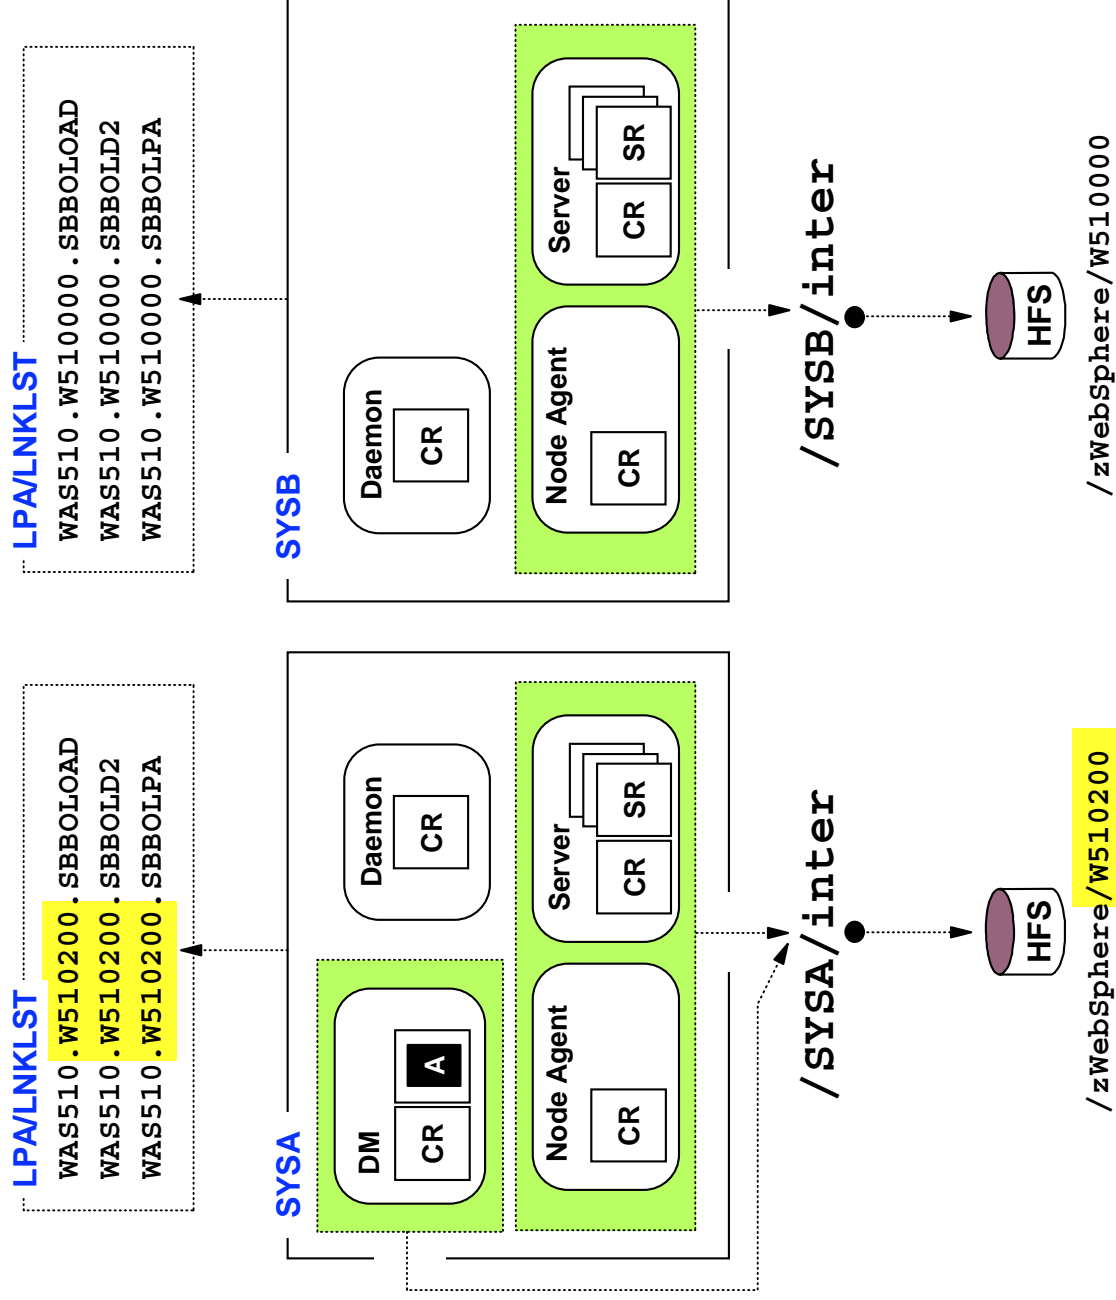 LPA/LNKLST
WAS510.W510200.SBBOLOAD
WAS510.W510200.SBBOLD2
WAS510.W510200.SBBOLPA
SYSA
DM
CR
A
Daemon
CR
Node Agent
CR
Server
CR
SR
/SYSA/inter
HFS
/zWebSphere/W510200
LPA/LNKLST
WAS510.W510000.SBBOLOAD
WAS510.W510000.SBBOLD2
WAS510.W510000.SBBOLPA
SYSB
Daemon
CR
Node Agent
CR
Server
CR
SR
/SYSB/inter
HFS
/zWebSphere/W510000